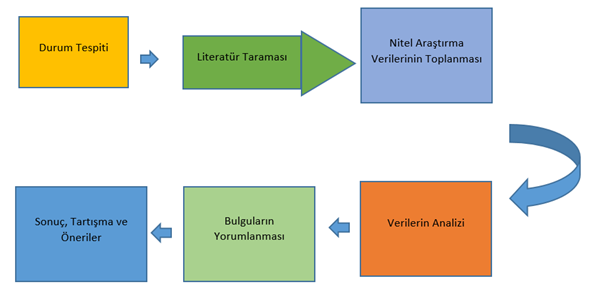 Durum Tespiti
Literatür Taraması
Nitel Araştırma
Verilerinin Toplanması
Verilerin Analizi
Bulguların
Yorumlanması
Sonuç, Tartışma ve
Öneriler